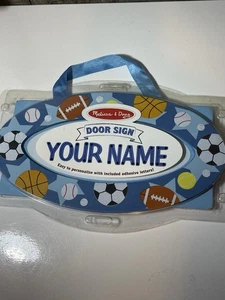 Melissa & Doug
DOOR SIGN
YOUR NAME
Easy to personalize with included adhesive letters!